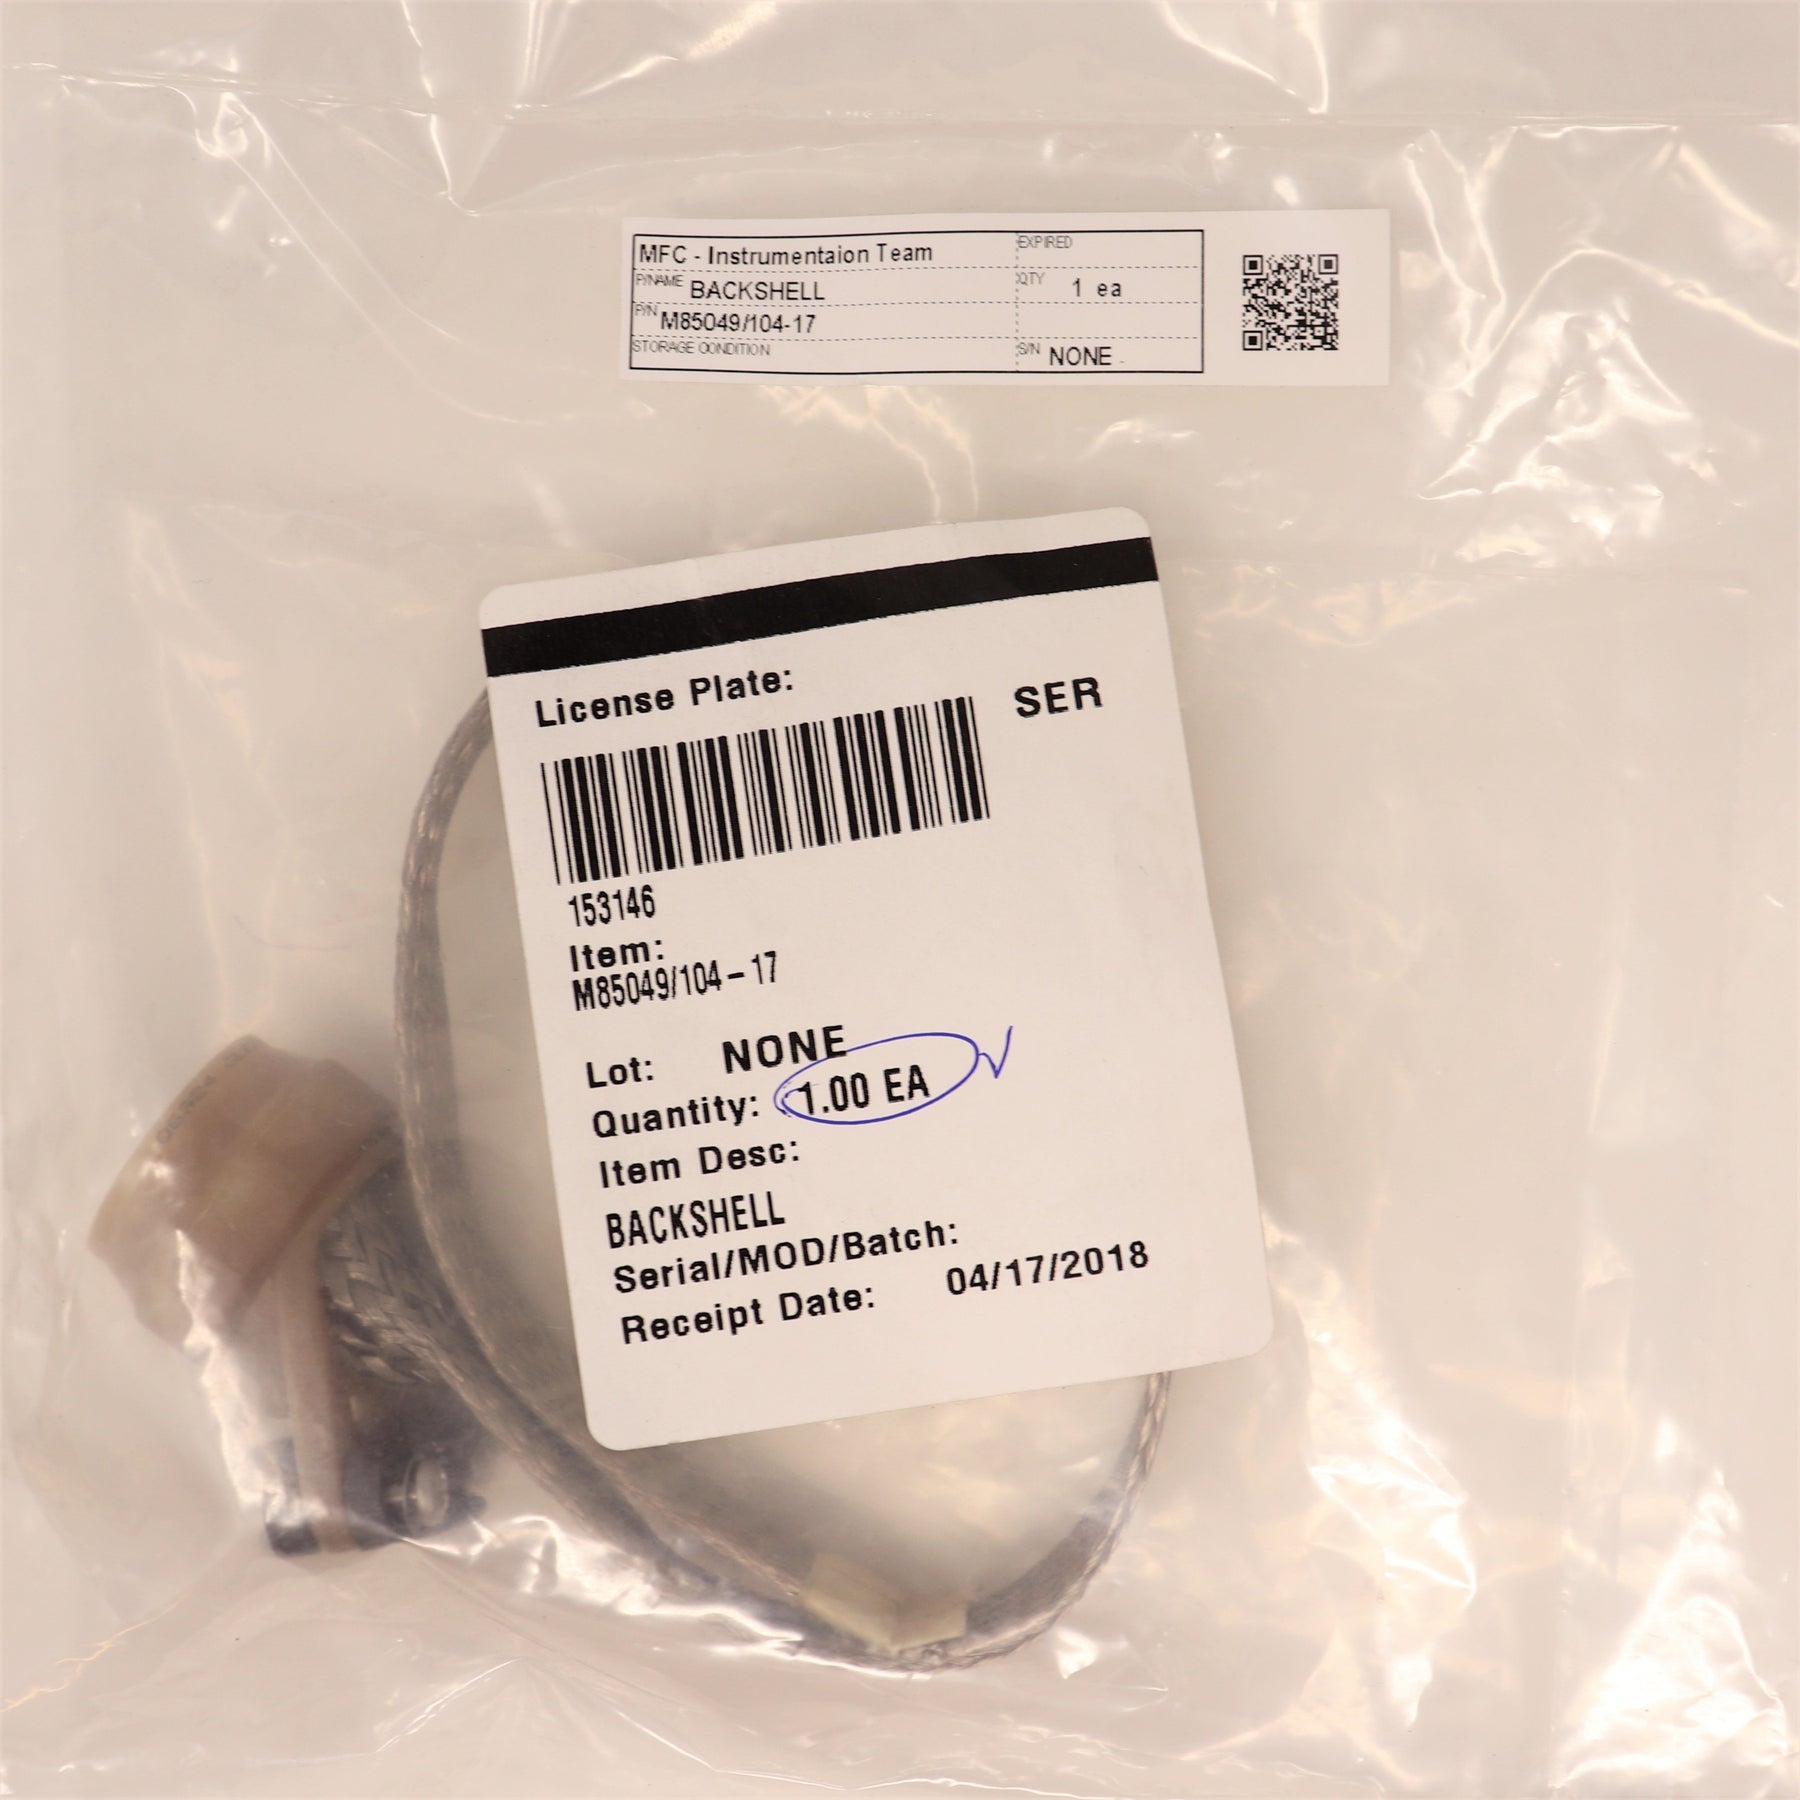 MFC - Instrumentaion Team
EXPIRED
P/NAME BACKSHELL
QTY 1 ea
P/N M85049/104-17
STORAGE CONDITION
S/N NONE
License Plate:
SER
153146
Item:
M85049/104-17
Lot: NONE
Quantity: 1.00 EA
Item Desc:
BACKSHELL
Serial/MOD/Batch:
Receipt Date: 04/17/2018